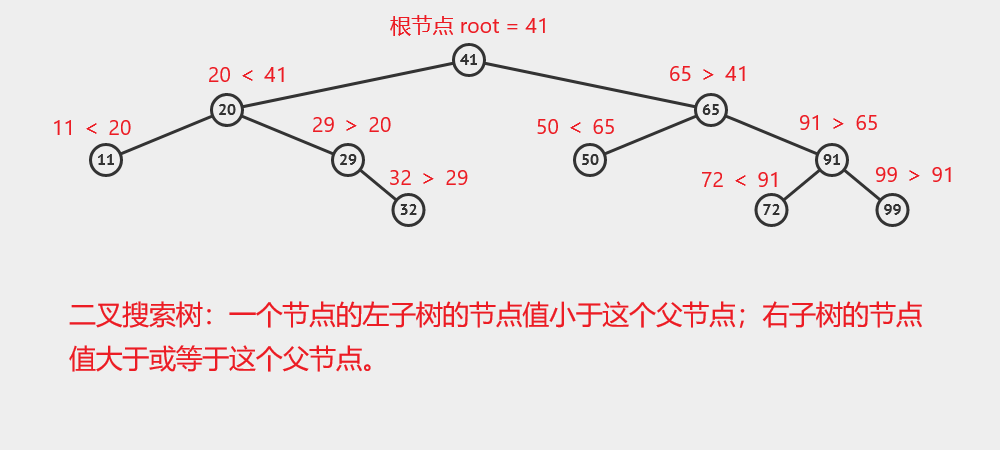 根节点 root = 41
41
20 < 41
65 > 41
20
65
11 < 20
29 > 20
50 < 65
91 > 65
11
29
50
91
32 > 29
72 < 91
99 > 91
32
72
99
二叉搜索树：一个节点的左子树的节点值小于这个父节点；右子树的节点
值大于或等于这个父节点。